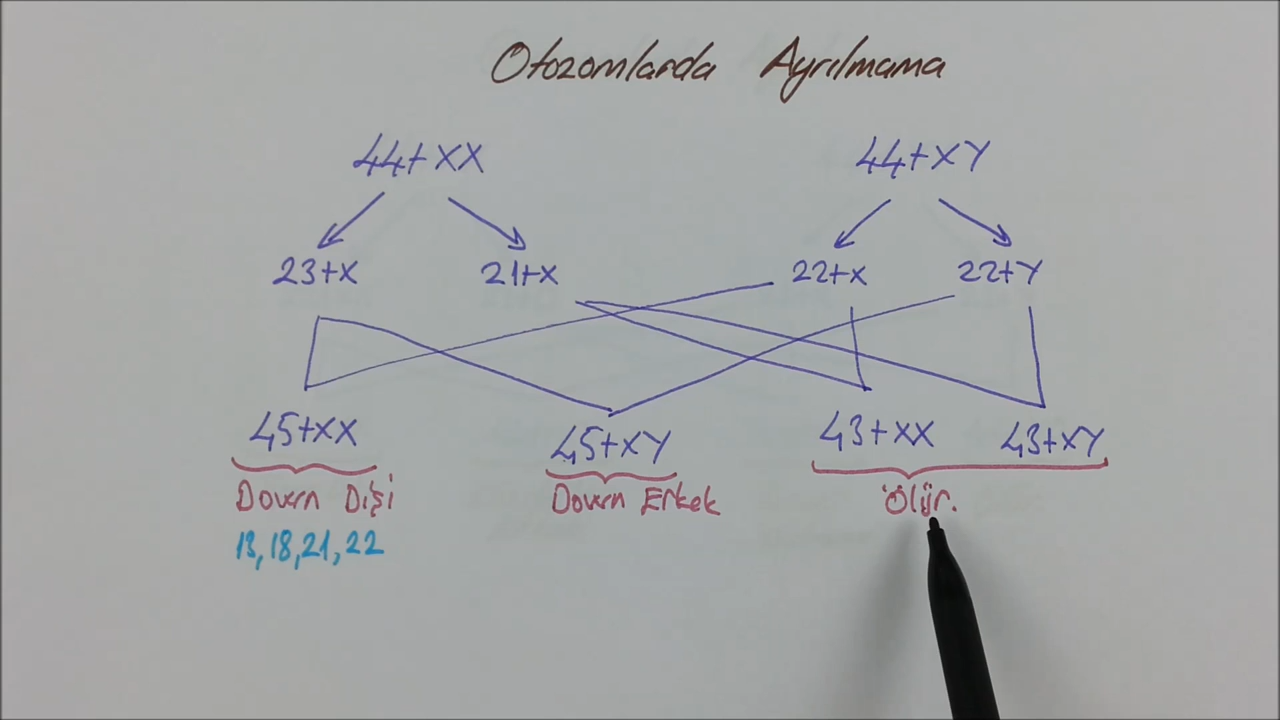 Otozomlarda Ayrılmama
44+XX 44+XY
23+X 21+X 22+X 22+Y
45+XX 45+XY 43+XX 43+XY
Down Dişi Down Erkek Ölür.
13, 18, 21, 22